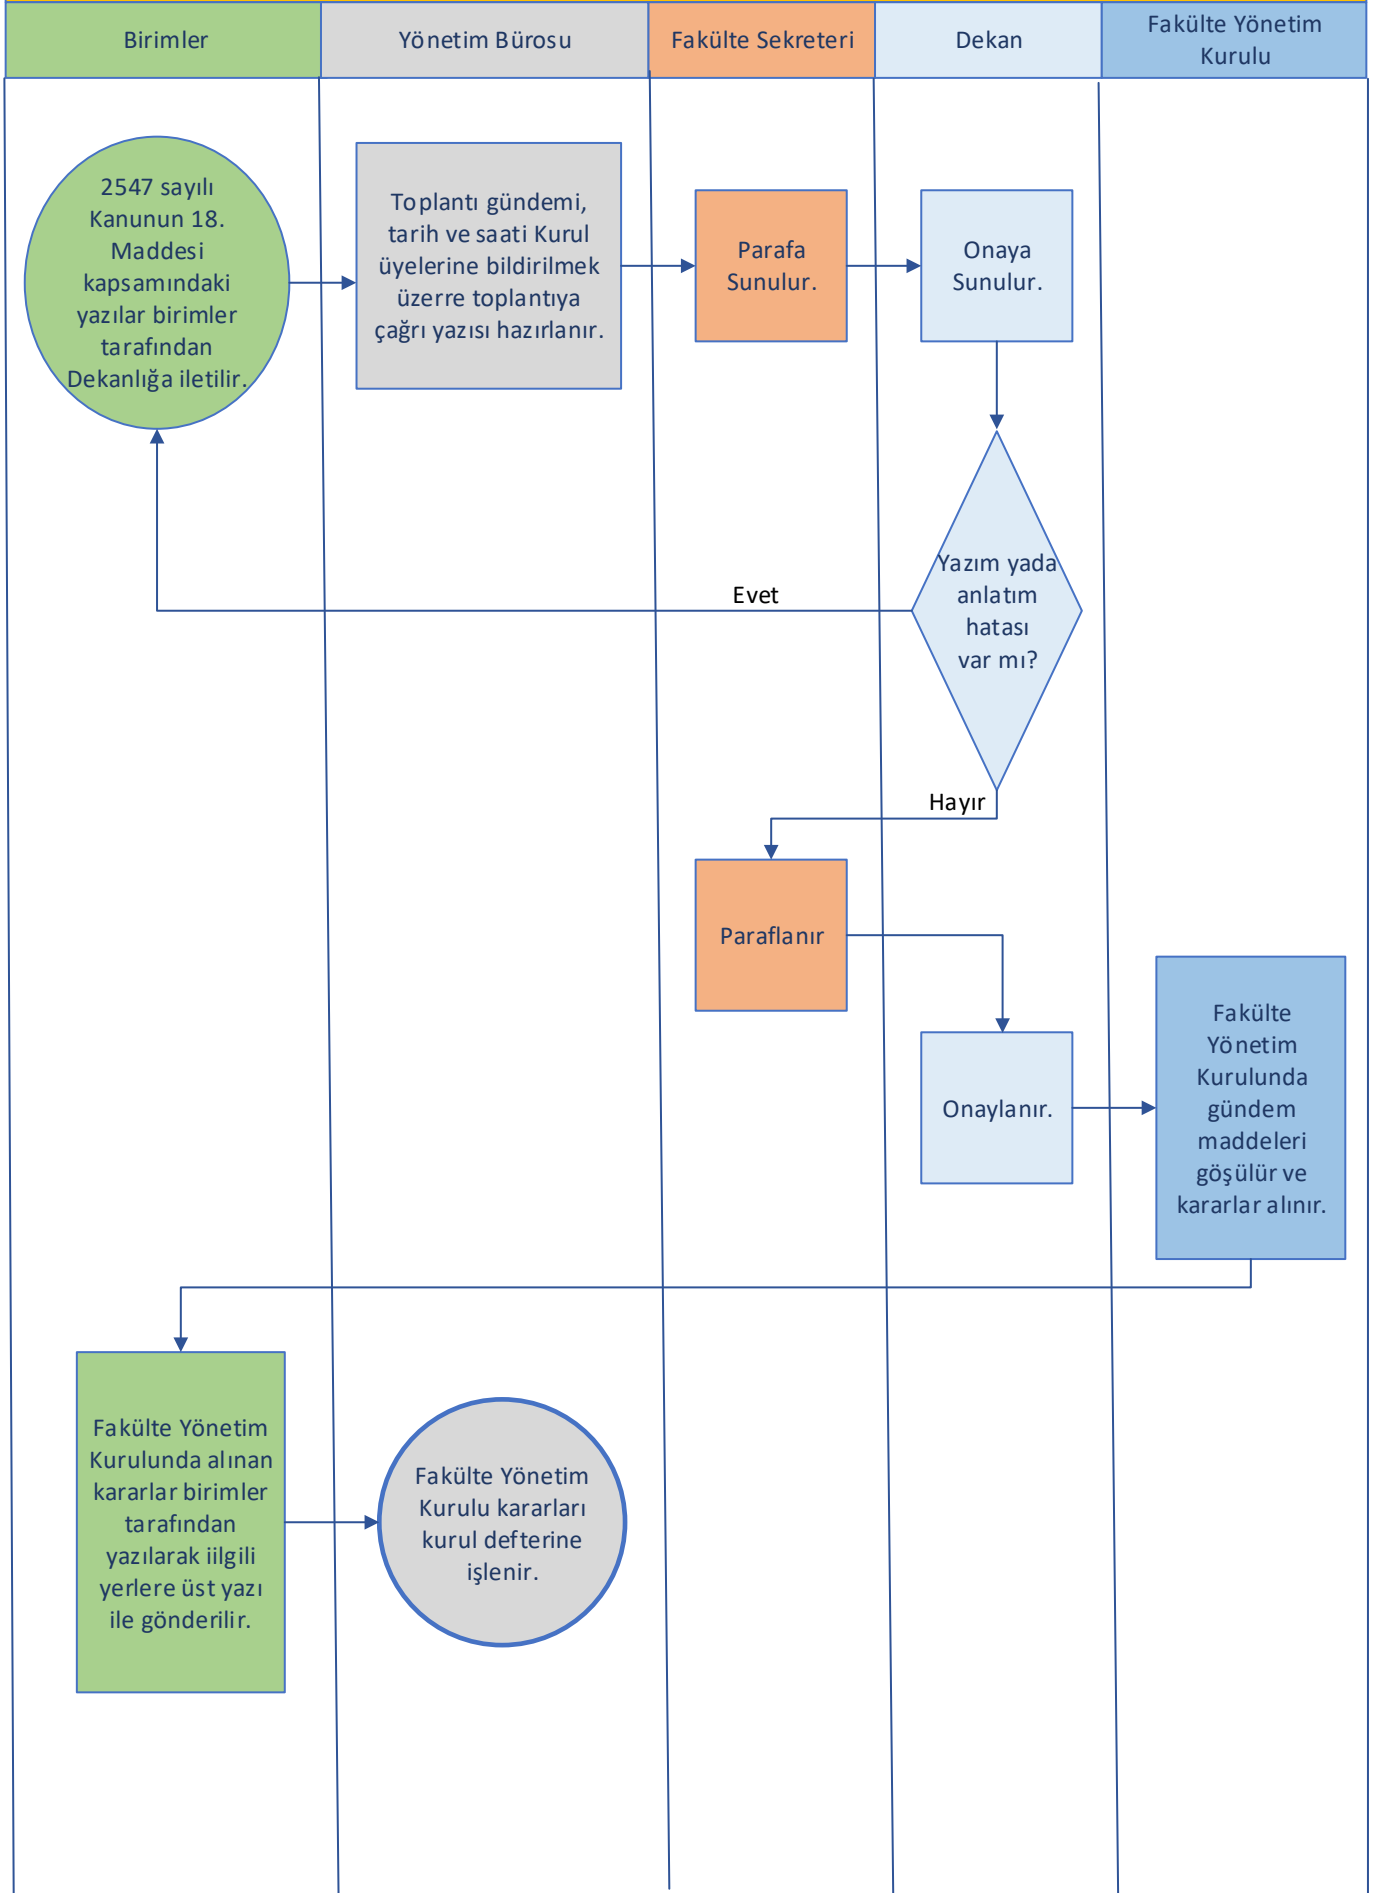 Birimler
Yönetim Bürosu
Fakülte Sekreteri
Dekan
Fakülte Yönetim
Kurulu
2547 sayılı
Kanunun 18.
Maddesi
kapsamındaki
yazılar birimler
tarafından
Dekanlığa iletilir.
Toplantı gündemi,
tarih ve saati Kurul
üyelerine bildirilmek
üzerre toplantıya
çağrı yazısı hazırlanır.
Parafa
Sunulur.
Onaya
Sunulur.
Yazım yada
anlatım
hatası
var mı?
Evet
Hayır
Paraflanır
Onaylanır.
Fakülte
Yönetim
Kurulunda
gündem
maddeleri
göşülür ve
kararlar alınır.
Fakülte Yönetim
Kurulunda alınan
kararlar birimler
tarafından
yazılarak iilgili
yerlere üst yazı
ile gönderilir.
Fakülte Yönetim
Kurulu kararları
kurul defterine
işlenir.